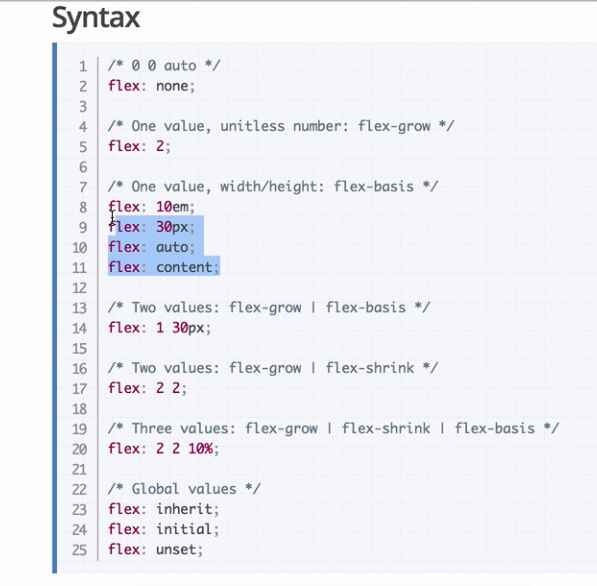 Syntax
1 /* 0 0 auto */
2 flex: none;
3
4 /* One value, unitless number: flex-grow */
5 flex: 2;
6
7 /* One value, width/height: flex-basis */
8 flex: 10em;
9 flex: 30px;
10 flex: auto;
11 flex: content;
12
13 /* Two values: flex-grow | flex-basis */
14 flex: 1 30px;
15
16 /* Two values: flex-grow | flex-shrink */
17 flex: 2 2;
18
19 /* Three values: flex-grow | flex-shrink | flex-basis */
20 flex: 2 2 10%;
21
22 /* Global values */
23 flex: inherit;
24 flex: initial;
25 flex: unset;